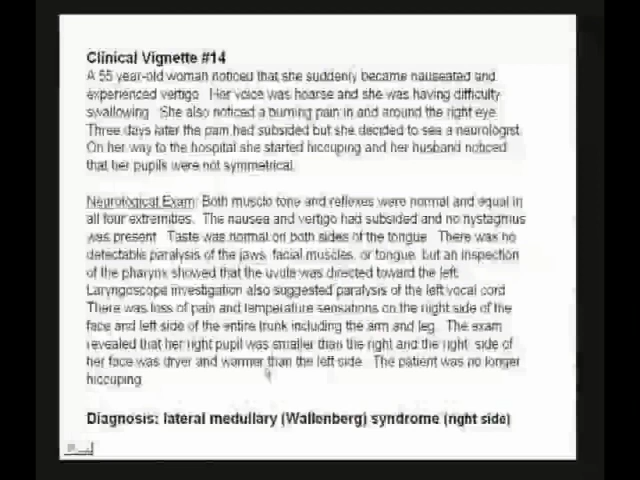 Clinical Vignette #14
A 55 year-old woman noticed that she suddenly became nauseated and
experienced vertigo. Her voice was hoarse and she was having difficulty
swallowing. She also noticed a burning pain in and around the right eye.
Three days later the pain had subsided but she decided to see a neurologist.
On her way to the hospital she started hiccuping and her husband noticed
that her pupils were not symmetrical.
Neurological Exam: Both muscle tone and reflexes were normal and equal in
all four extremities. The nausea and vertigo had subsided and no nystagmus
was present. Taste was normal on both sides of the tongue. There was no
detectable paralysis of the jaws, facial muscles, or tongue, but an inspection
of the pharynx showed that the uvula was directed toward the left.
Laryngoscope investigation also suggested paralysis of the left vocal cord.
There was loss of pain and temperature sensations on the right side of the
face and left side of the entire trunk including the arm and leg. The exam
revealed that her right pupil was smaller than the right and the right side of
her face was dryer and warmer than the left side. The patient was no longer
hiccuping.
Diagnosis: lateral medullary (Wallenberg) syndrome (right side)